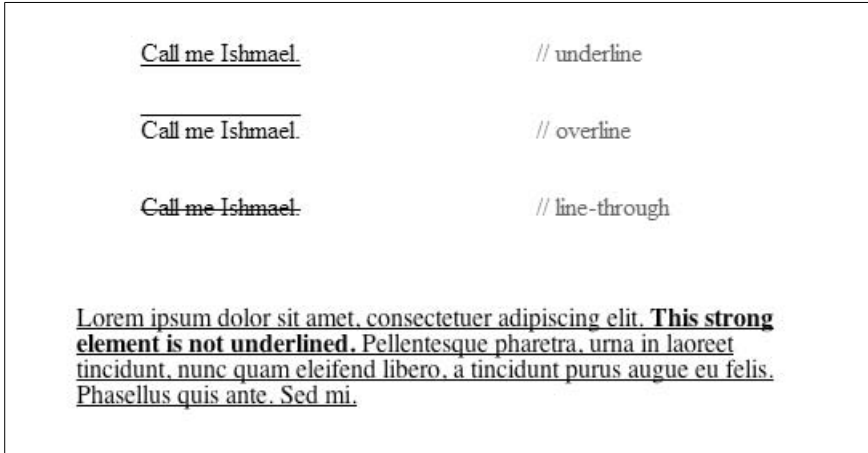 Call me Ishmael. // underline
Call me Ishmael. // overline
Call me Ishmael. // line-through
Lorem ipsum dolor sit amet, consectetuer adipiscing elit. This strong
element is not underlined. Pellentesque pharetra, urna in laoreet
tincidunt, nunc quam eleifend libero, a tincidunt purus augue eu felis.
Phasellus quis ante. Sed mi.